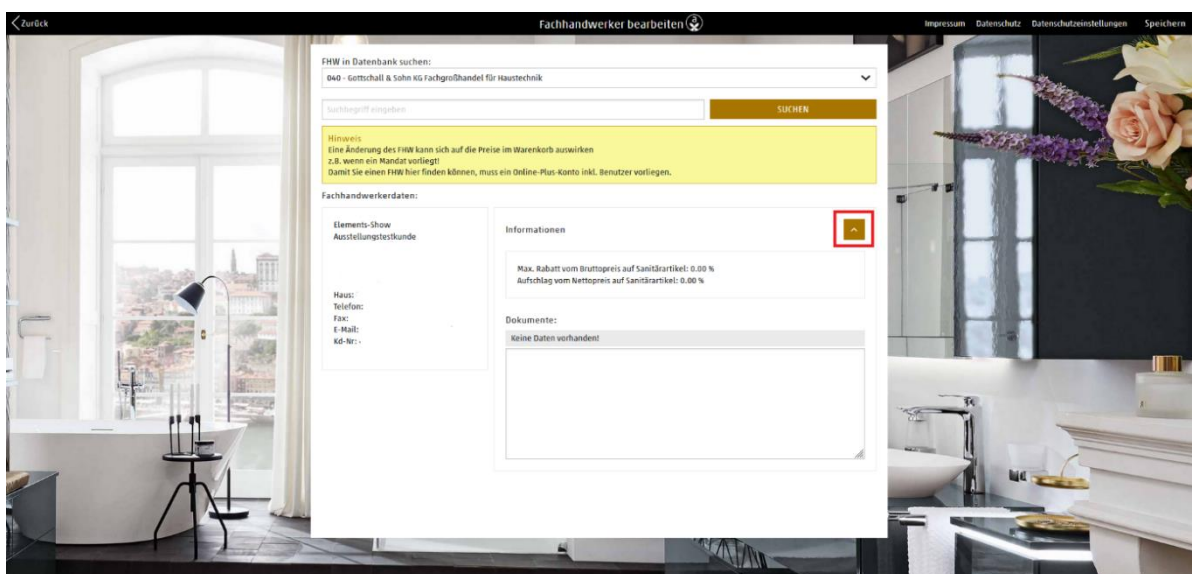 Zurück
Fachhandwerker bearbeiten
Impressum Datenschutz Datenschutzeinstellungen Speichern
FHW in Datenbank suchen:
040 - Gottschall & Sohn KG Fachgroßhandel für Haustechnik
Suchbegriff eingeben
SUCHEN
Hinweis
Eine Änderung des FHW kann sich auf die Preise im Warenkorb auswirken
z.B. wenn ein Mandat vorliegt!
Damit Sie einen FHW hier finden können, muss ein Online-Plus-Konto inkl. Benutzer vorliegen.
Fachhandwerkerdaten:
Elements-Show
Ausstellungstestkunde
Haus:
Telefon:
Fax:
E-Mail:
Kd-Nr: -
Informationen
Max. Rabatt vom Bruttopreis auf Sanitärartikel: 0.00 %
Aufschlag vom Nettopreis auf Sanitärartikel: 0.00 %
Dokumente:
Keine Daten vorhanden!